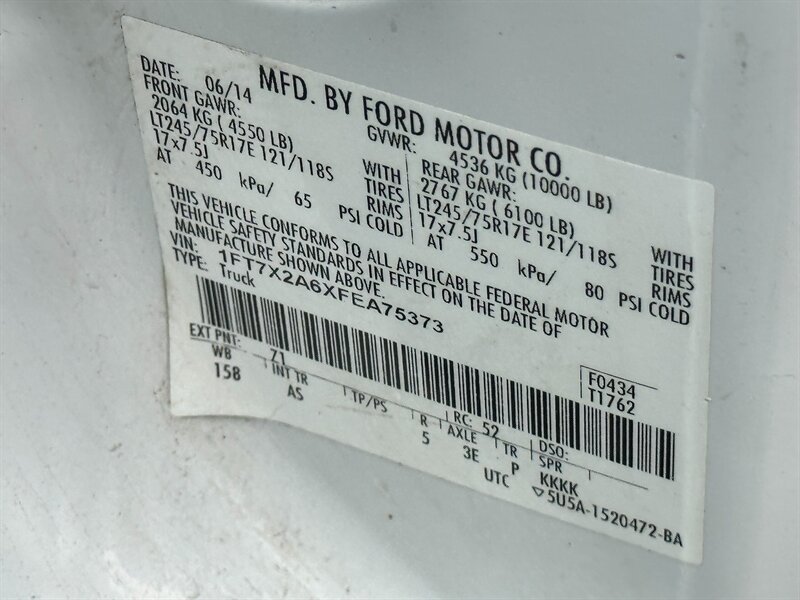 MFD. BY FORD MOTOR CO.
DATE: 06/14 GVWR: 4536 KG (10000 LB)
FRONT GAWR: REAR GAWR:
2064 KG ( 4550 LB) WITH 2767 KG ( 6100 LB) WITH
LT245/75R17E 121/118S TIRES LT245/75R17E 121/118S TIRES
17x7.5J RIMS 17x7.5J RIMS
AT 450 kPa/ 65 PSI COLD AT 550 kPa/ 80 PSI COLD
THIS VEHICLE CONFORMS TO ALL APPLICABLE FEDERAL MOTOR
VEHICLE SAFETY STANDARDS IN EFFECT ON THE DATE OF
MANUFACTURE SHOWN ABOVE.
VIN: 1FT7X2A6XFEA75373
TYPE: Truck
F0434
T1762
EXT PNT: Z1 RC: 52 DSO:
WB INT TR TP/PS R AXLE TR SPR
158 AS 5 3E P KKKK
UTC ▽5U5A-1520472-BA